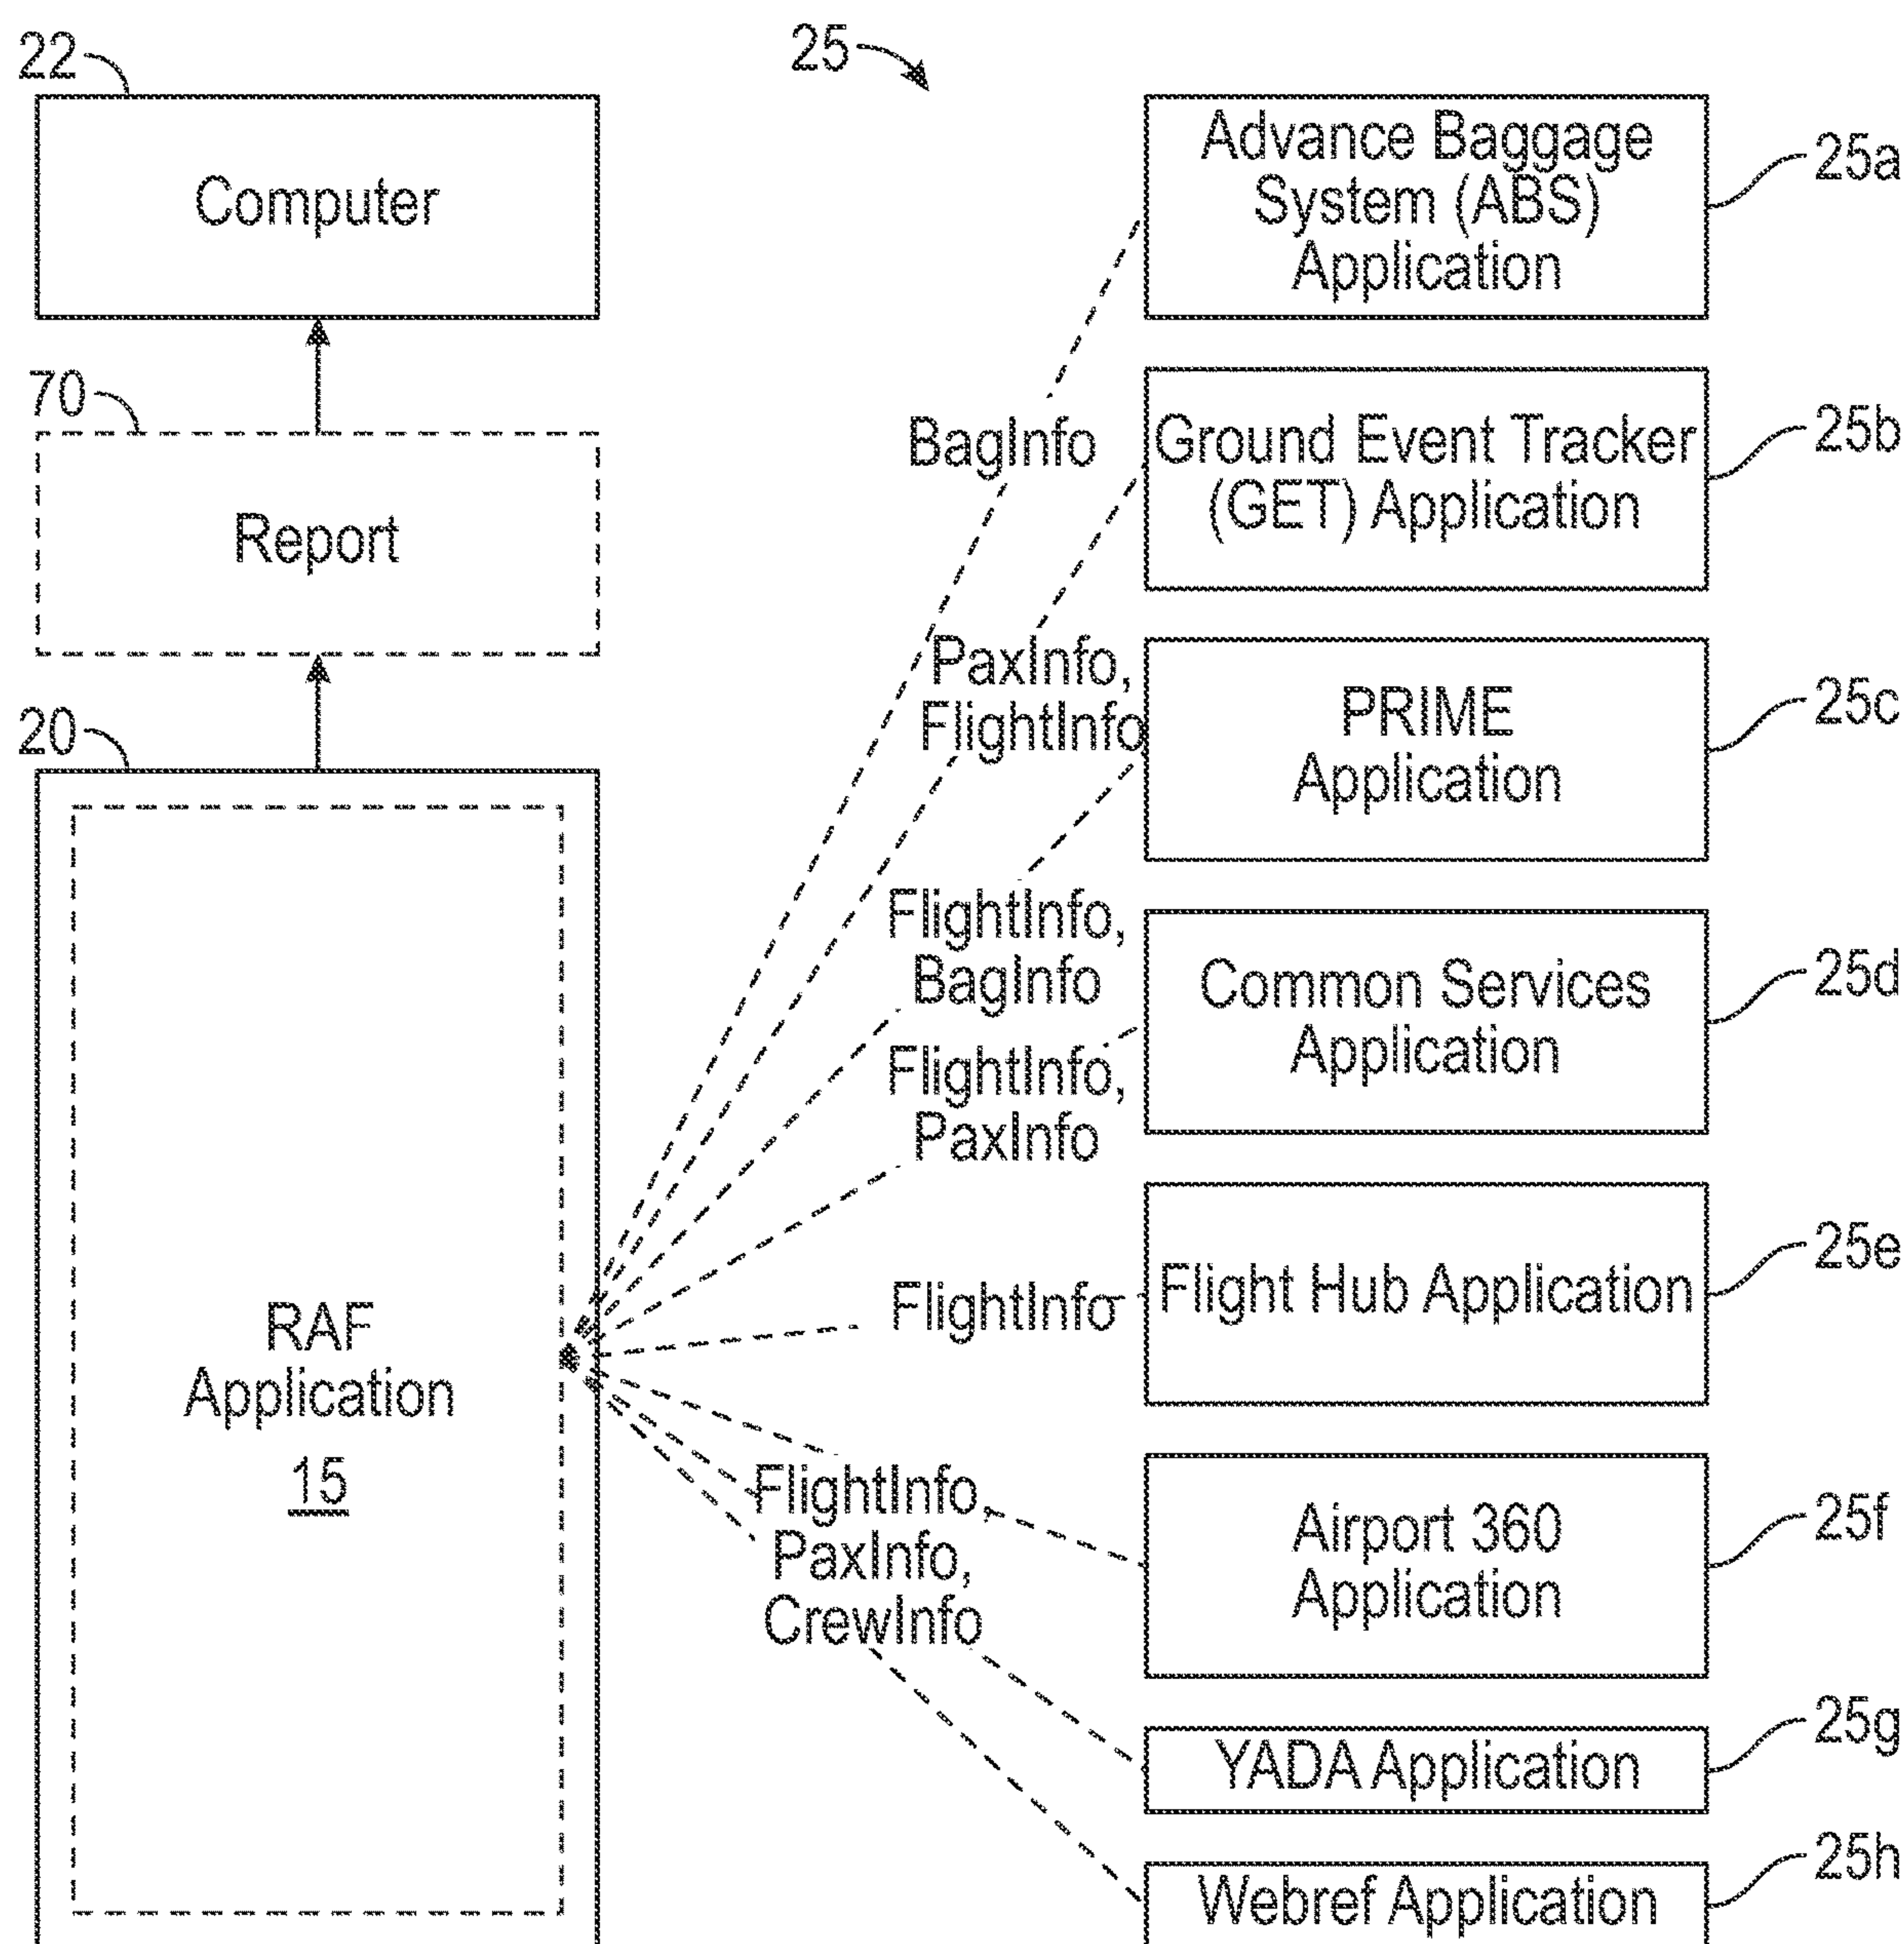 22
Computer
70
Report
20
RAF
Application
15
25
BagInfo
PaxInfo,
FlightInfo
FlightInfo,
BagInfo
FlightInfo,
PaxInfo
FlightInfo
FlightInfo,
PaxInfo,
CrewInfo
Advance Baggage
System (ABS)
Application
25a
Ground Event Tracker
(GET) Application
25b
PRIME
Application
25c
Common Services
Application
25d
Flight Hub Application
25e
Airport 360
Application
25f
YADA Application
25g
Webref Application
25h